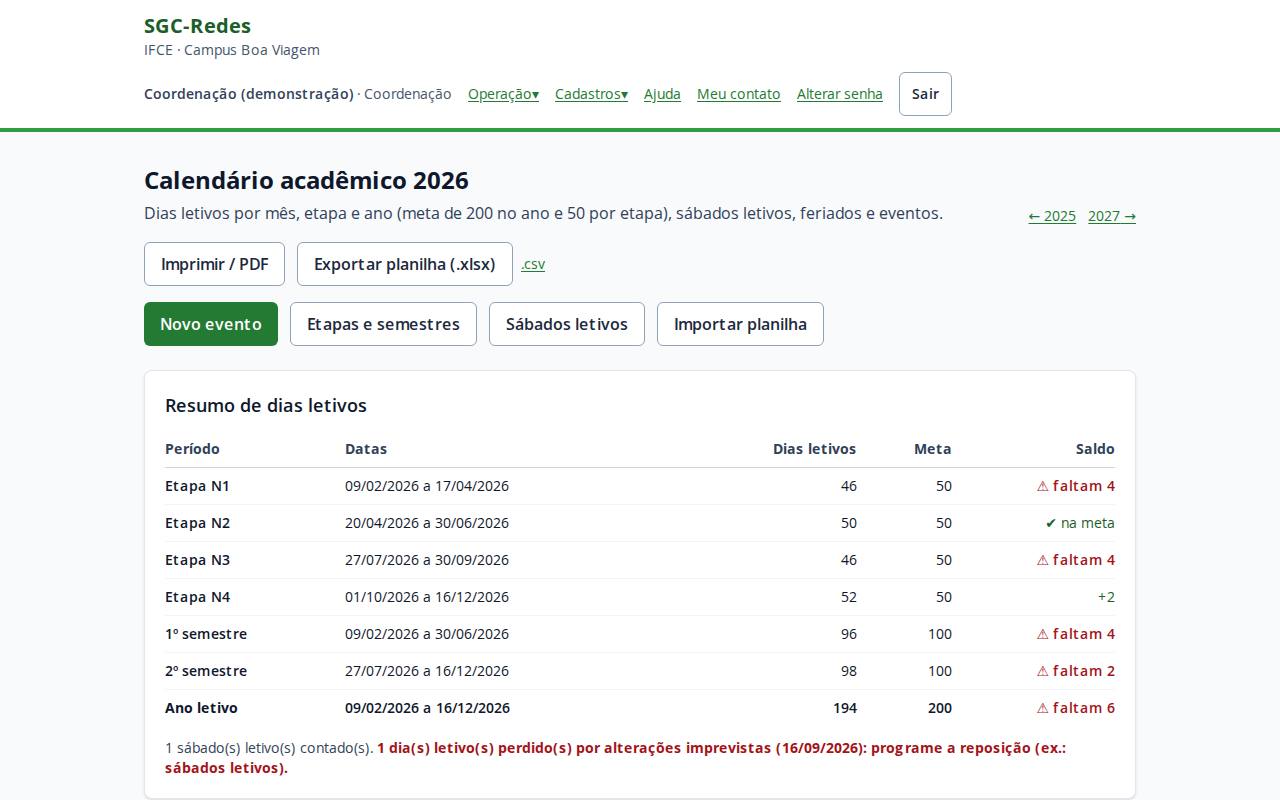 SGC-Redes
IFCE · Campus Boa Viagem
Coordenação (demonstração) · Coordenação Operação▾ Cadastros▾ Ajuda Meu contato Alterar senha Sair
Calendário acadêmico 2026
Dias letivos por mês, etapa e ano (meta de 200 no ano e 50 por etapa), sábados letivos, feriados e eventos. ← 2025 2027 →
Imprimir / PDF Exportar planilha (.xlsx) .csv
Novo evento Etapas e semestres Sábados letivos Importar planilha
Resumo de dias letivos
Período Datas Dias letivos Meta Saldo
Etapa N1 09/02/2026 a 17/04/2026 46 50 ⚠ faltam 4
Etapa N2 20/04/2026 a 30/06/2026 50 50 ✔ na meta
Etapa N3 27/07/2026 a 30/09/2026 46 50 ⚠ faltam 4
Etapa N4 01/10/2026 a 16/12/2026 52 50 +2
1º semestre 09/02/2026 a 30/06/2026 96 100 ⚠ faltam 4
2º semestre 27/07/2026 a 16/12/2026 98 100 ⚠ faltam 2
Ano letivo 09/02/2026 a 16/12/2026 194 200 ⚠ faltam 6
1 sábado(s) letivo(s) contado(s). 1 dia(s) letivo(s) perdido(s) por alterações imprevistas (16/09/2026): programe a reposição (ex.:
sábados letivos).